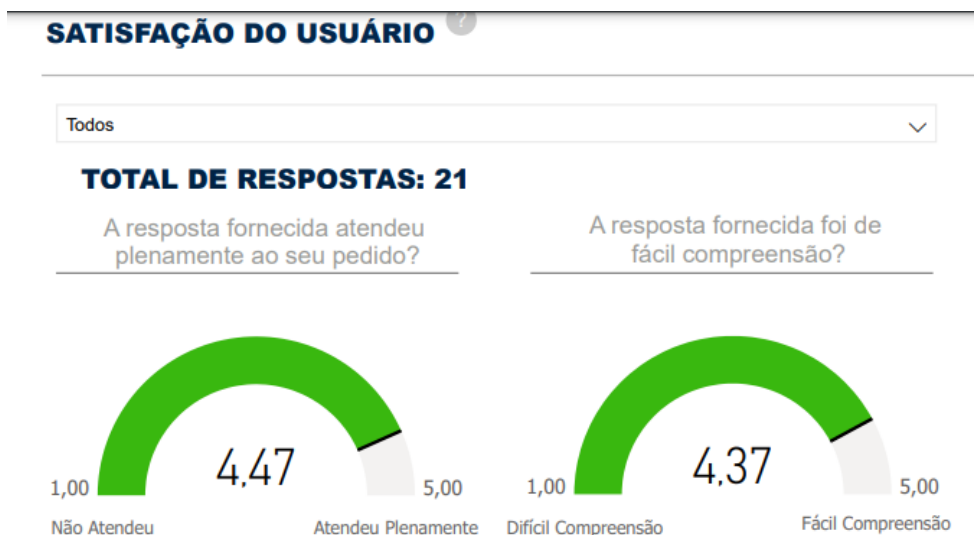 SATISFAÇÃO DO USUÁRIO ?
Todos
TOTAL DE RESPOSTAS: 21
A resposta fornecida atendeu
plenamente ao seu pedido?
A resposta fornecida foi de
fácil compreensão?
4,47
1,00
5,00
Não Atendeu
Atendeu Plenamente
4,37
1,00
5,00
Difícil Compreensão
Fácil Compreensão